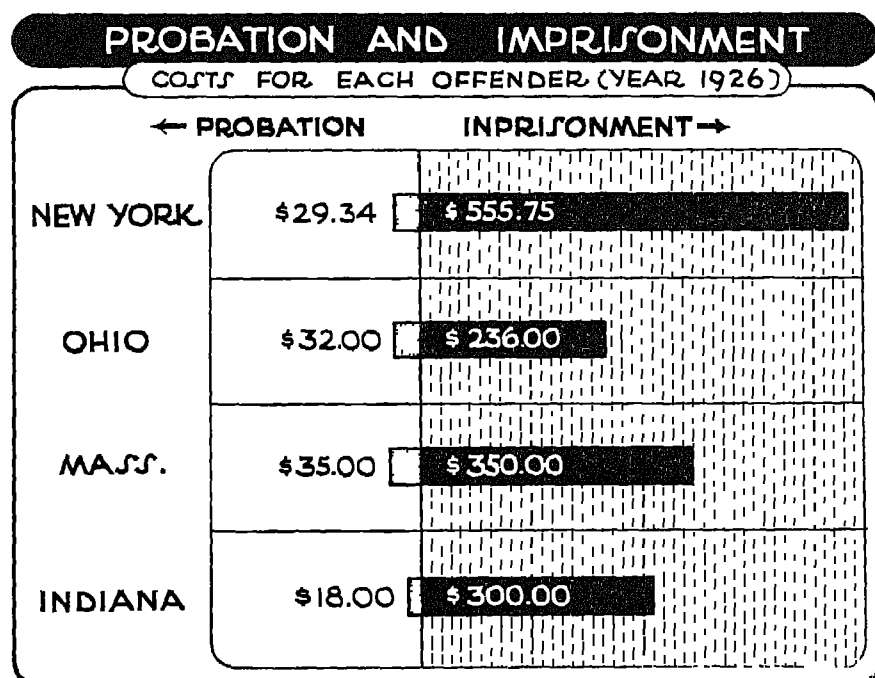 PROBATION AND IMPRISONMENT
COSTS FOR EACH OFFENDER (YEAR 1926)
← PROBATION INPRISONMENT →
NEW YORK $29.34 $555.75
OHIO $32.00 $236.00
MASS. $35.00 $350.00
INDIANA $18.00 $300.00